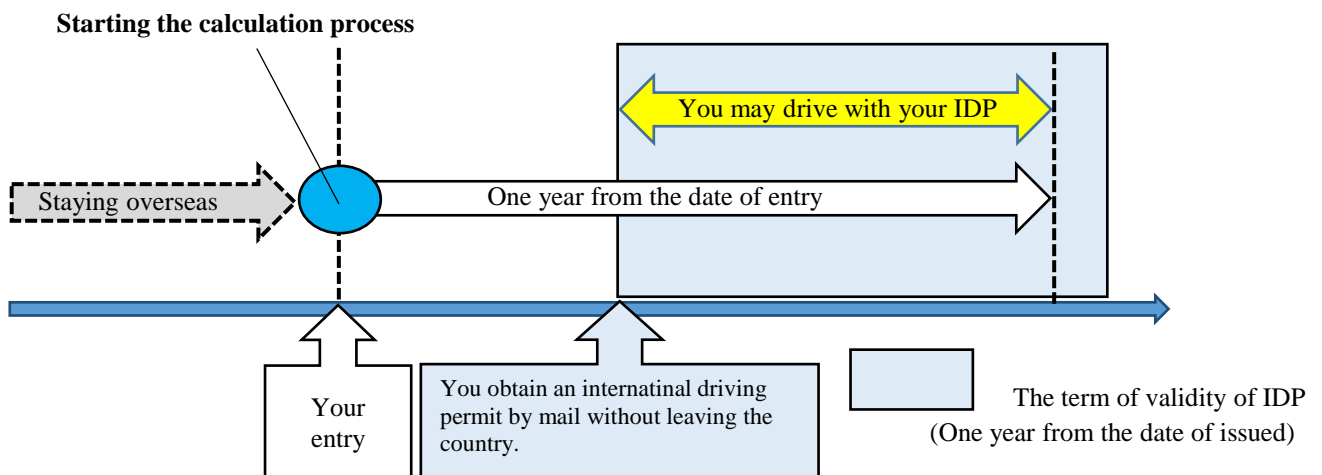 Starting the calculation process
You may drive with your IDP
Staying overseas
One year from the date of entry
Your
entry
You obtain an internatinal driving
permit by mail without leaving the
country.
The term of validity of IDP
(One year from the date of issued)